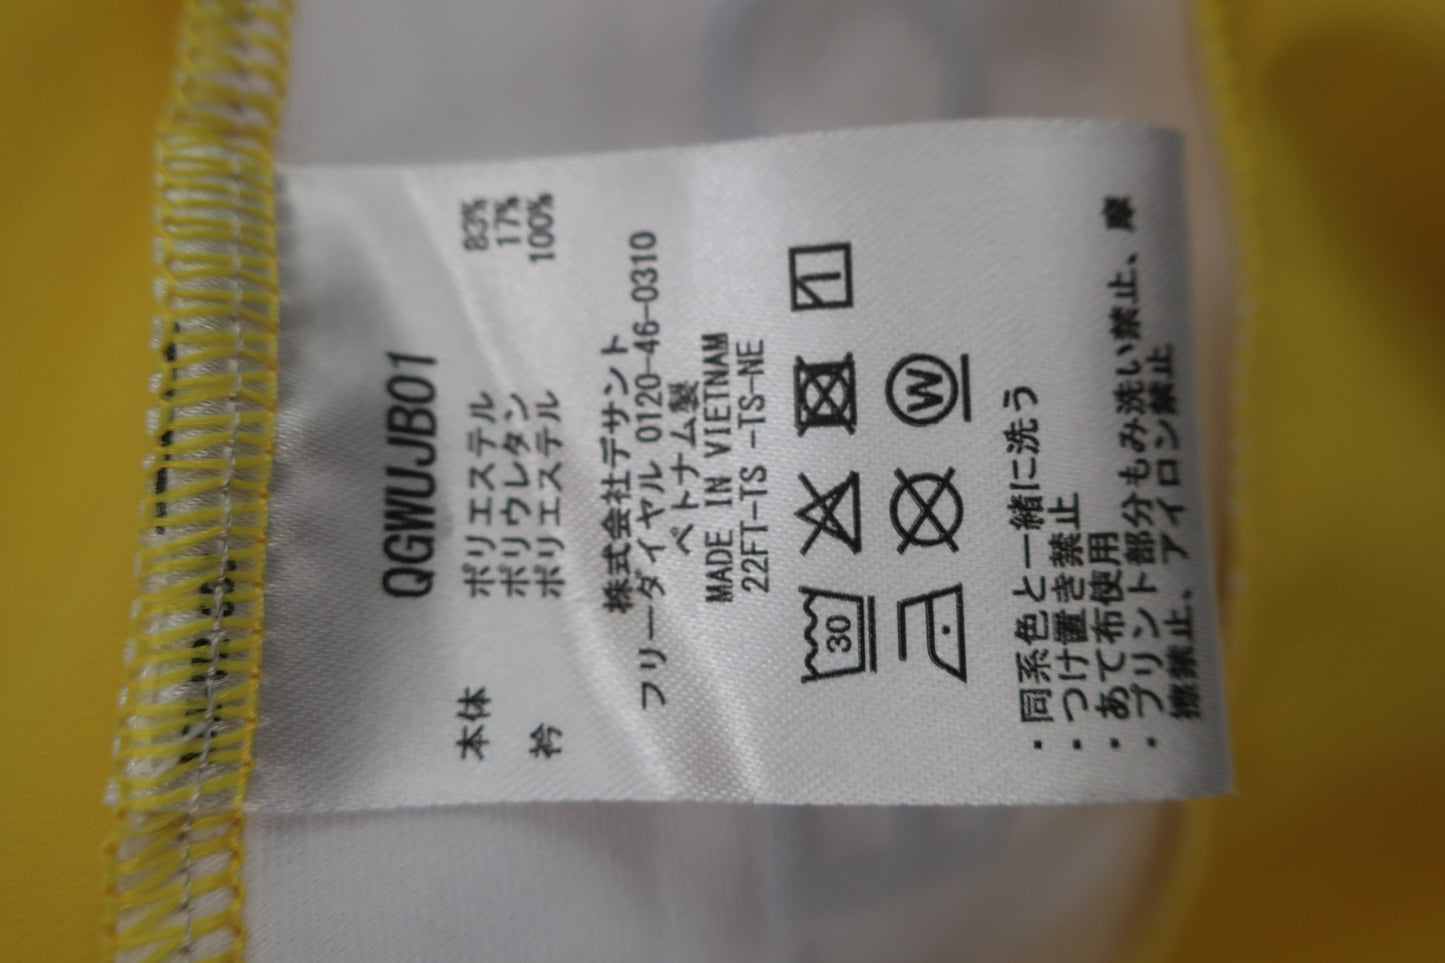 QGWUJB01
本体 ポリエステル 83%
ポリウレタン 17%
衿 ポリエステル 100%
株式会社デサント
フリーダイヤル 0120-46-0310
ベトナム製
MADE IN VIETNAM
22FT-TS -TS-NE
30
W
・同系色と一緒に洗う
・つけ置き禁止
・あて布使用
・プリント部分もみ洗い禁止、摩
擦禁止、アイロン禁止